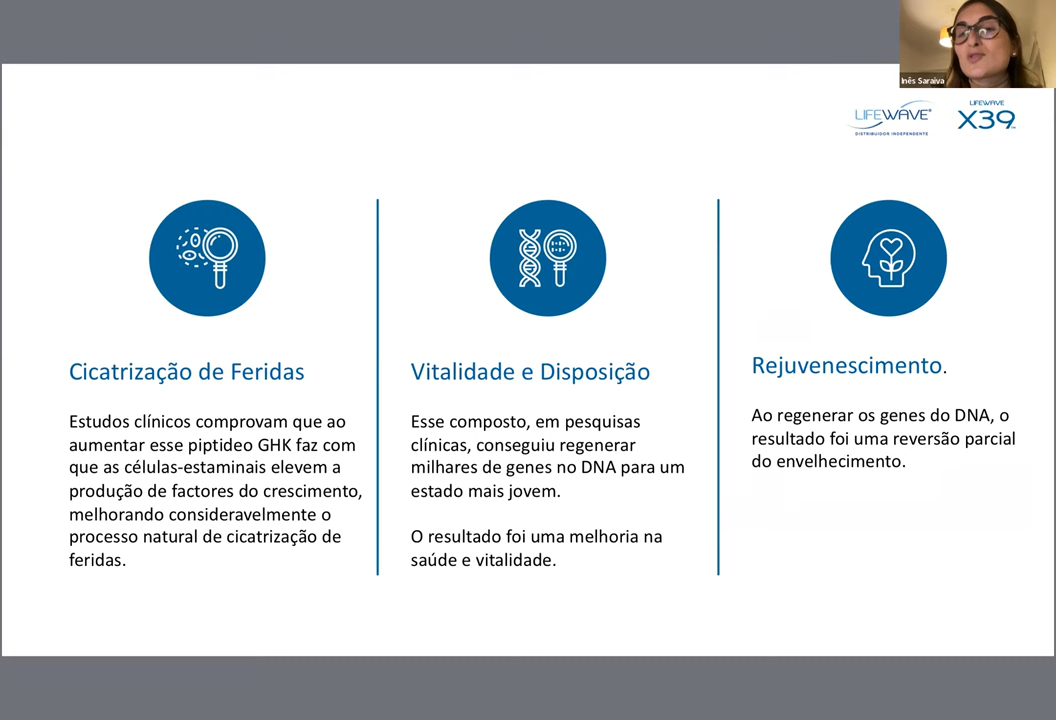 Inês Saraiva
LIFEWAVE®
DISTRIBUIDOR INDEPENDENTE
LIFEWAVE
X39
Cicatrização de Feridas
Estudos clínicos comprovam que ao
aumentar esse piptideo GHK faz com
que as células-estaminais elevem a
produção de factores do crescimento,
melhorando consideravelmente o
processo natural de cicatrização de
feridas.
Vitalidade e Disposição
Esse composto, em pesquisas
clínicas, conseguiu regenerar
milhares de genes no DNA para um
estado mais jovem.
O resultado foi uma melhoria na
saúde e vitalidade.
Rejuvenescimento.
Ao regenerar os genes do DNA, o
resultado foi uma reversão parcial
do envelhecimento.